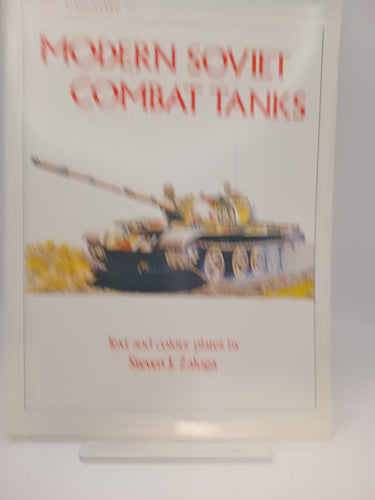 MODERN SOVIET
COMBAT TANKS
Text and colour plates by
Steven J. Zaloga